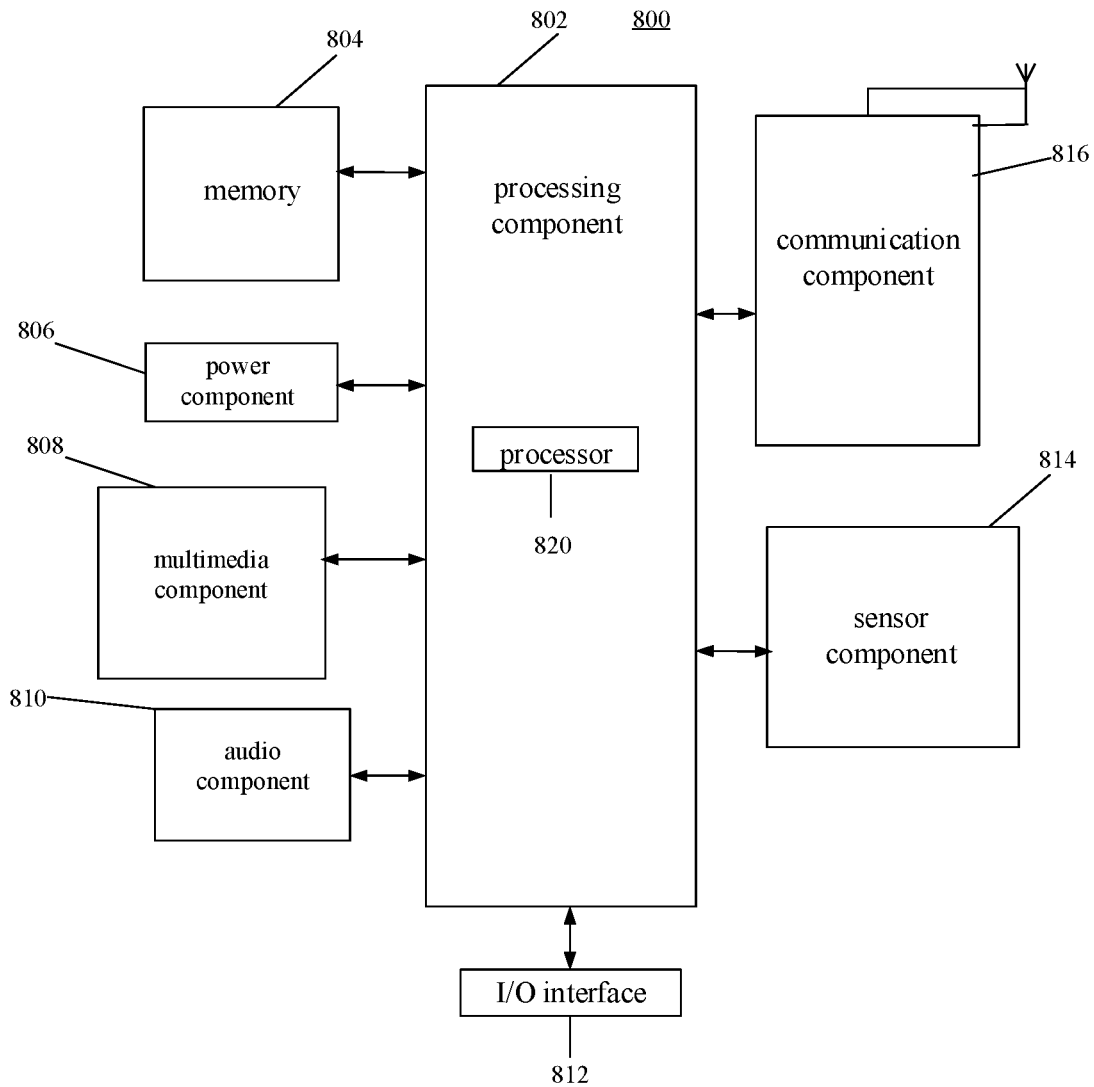 802
800
804
816
memory
processing
component
communication
component
806
power
component
808
processor
820
814
multimedia
component
sensor
component
810
audio
component
I/O interface
812